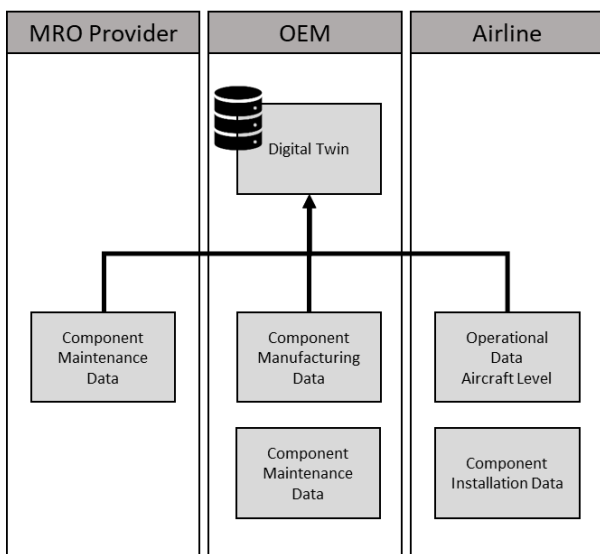 MRO Provider
OEM
Airline
Digital Twin
Component
Maintenance
Data
Component
Manufacturing
Data
Operational
Data
Aircraft Level
Component
Maintenance
Data
Component
Installation Data